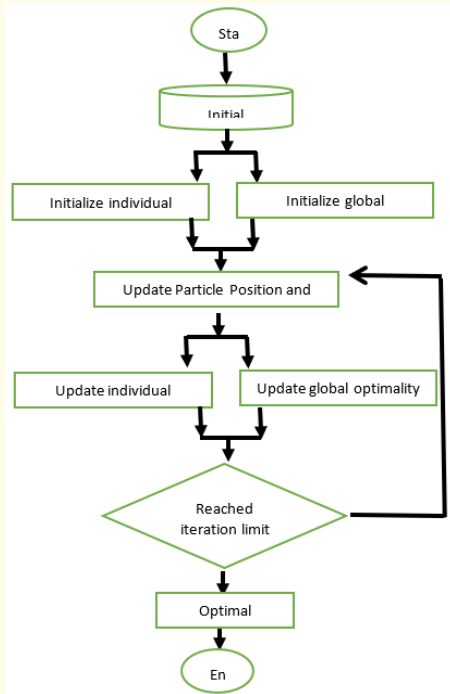 Sta
Initial
Initialize individual
Initialize global
Update Particle Position and
Update individual
Update global optimality
Reached
iteration limit
Optimal
En